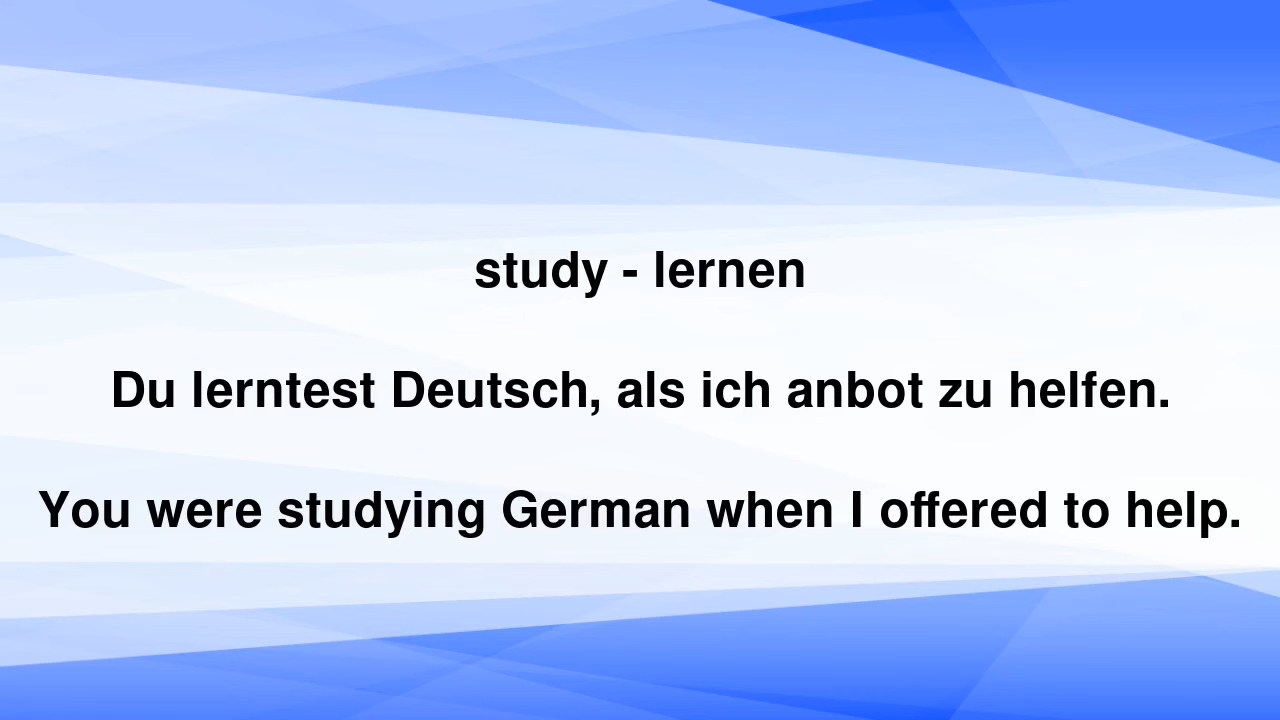 study - lernen
Du lerntest Deutsch, als ich anbot zu helfen.
You were studying German when I offered to help.